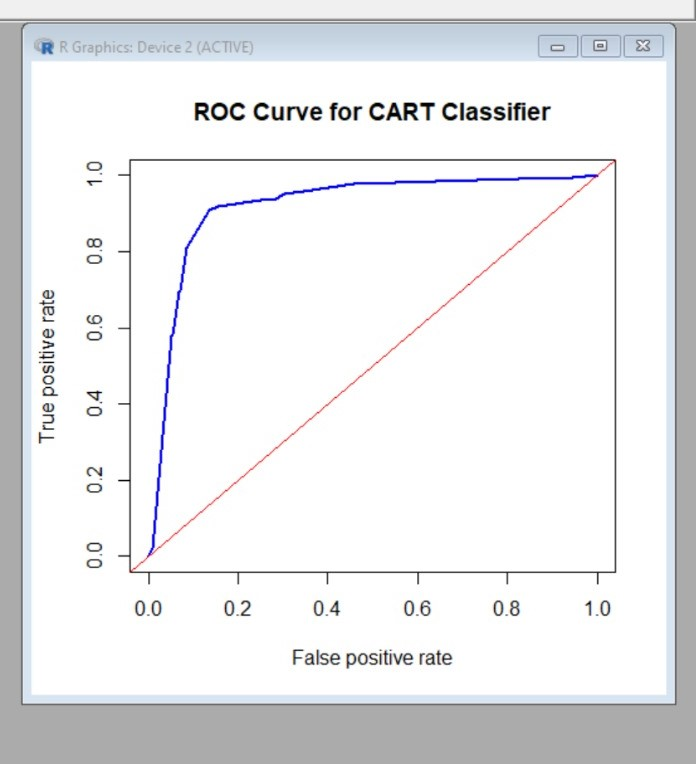 R Graphics: Device 2 (ACTIVE)
ROC Curve for CART Classifier
True positive rate
1.0
0.8
0.6
0.4
0.2
0.0
0.0 0.2 0.4 0.6 0.8 1.0
False positive rate